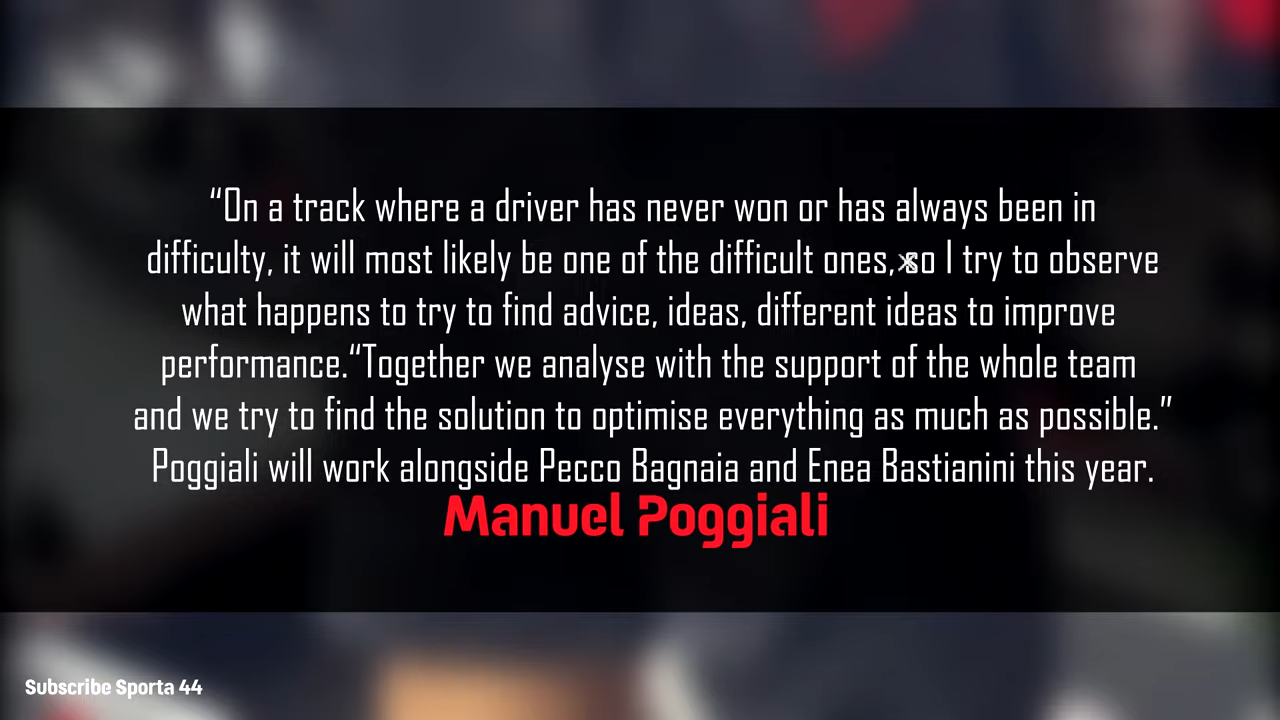 “On a track where a driver has never won or has always been in
difficulty, it will most likely be one of the difficult ones, so I try to observe
what happens to try to find advice, ideas, different ideas to improve
performance.“Together we analyse with the support of the whole team
and we try to find the solution to optimise everything as much as possible.”
Poggiali will work alongside Pecco Bagnaia and Enea Bastianini this year.
Manuel Poggiali
Subscribe Sporta 44